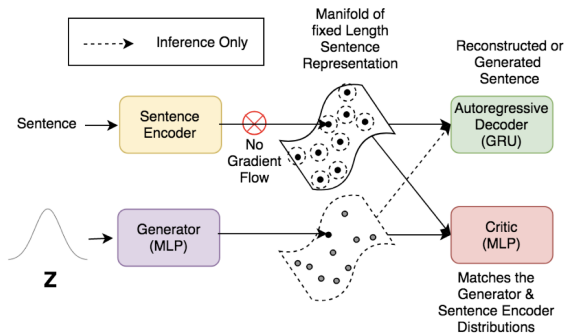 Inference Only
Manifold of
fixed Length
Sentence
Representation
Reconstructed or
Generated
Sentence
Sentence
Sentence
Encoder
No
Gradient
Flow
Autoregressive
Decoder
(GRU)
Z
Generator
(MLP)
Critic
(MLP)
Matches the
Generator &
Sentence Encoder
Distributions